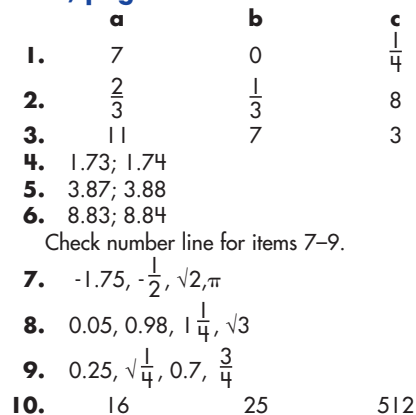 a b c
1. 7 0 1/4
2. 2/3 1/3 8
3. 11 7 3
4. 1.73; 1.74
5. 3.87; 3.88
6. 8.83; 8.84
Check number line for items 7–9.
7. -1.75, -1/2, √2,π
8. 0.05, 0.98, 1 1/4, √3
9. 0.25, √1/4, 0.7, 3/4
10. 16 25 512